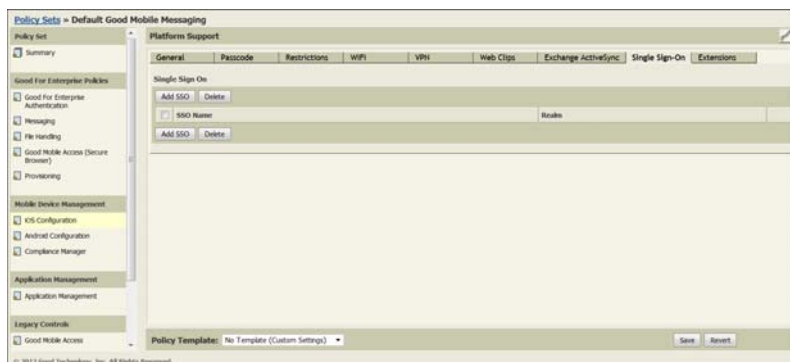 Policy Sets » Default Good Mobile Messaging
Policy Set
Summary
Good For Enterprise Policies
Good For Enterprise
Authentication
Messaging
File Handling
Good Mobile Access (Secure
Browser)
Provisioning
Mobile Device Management
iOS Configuration
Android Configuration
Compliance Manager
Application Management
Application Management
Legacy Controls
Good Mobile Access
Platform Support
General Passcode Restrictions WiFi VPN Web Clips Exchange ActiveSync Single Sign-On Extensions
Single Sign On
Add SSO Delete
SSO Name Realm
Add SSO Delete
Policy Template: No Template (Custom Settings) Save Revert